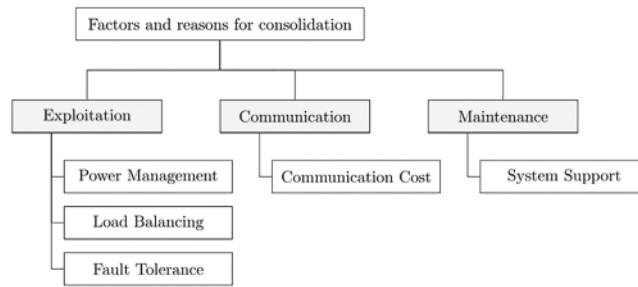 Factors and reasons for consolidation
Exploitation
Communication
Maintenance
Power Management
Communication Cost
System Support
Load Balancing
Fault Tolerance